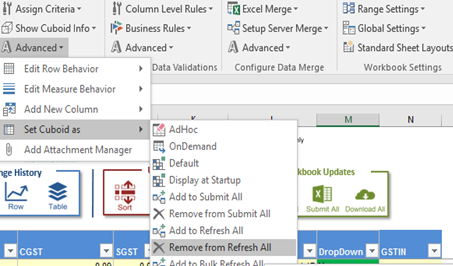 Assign Criteria
Column Level Rules
Excel Merge
Range Settings
Show Cuboid Info
Business Rules
Setup Server Merge
Global Settings
Advanced
Advanced
Standard Sheet Layouts
Data Validations
Configure Data Merge
Workbook Settings
Edit Row Behavior
Edit Measure Behavior
Add New Column
Set Cuboid as
Add Attachment Manager
M
N
AdHoc
OnDemand
Default
Display at Startup
Add to Submit All
Remove from Submit All
Add to Refresh All
Remove from Refresh All
Add to Bulk Refresh All
nge History
Row
Table
Sort
kbook Updates
Submit All
Download All
CGST
SGST
DropDown
GSTIN